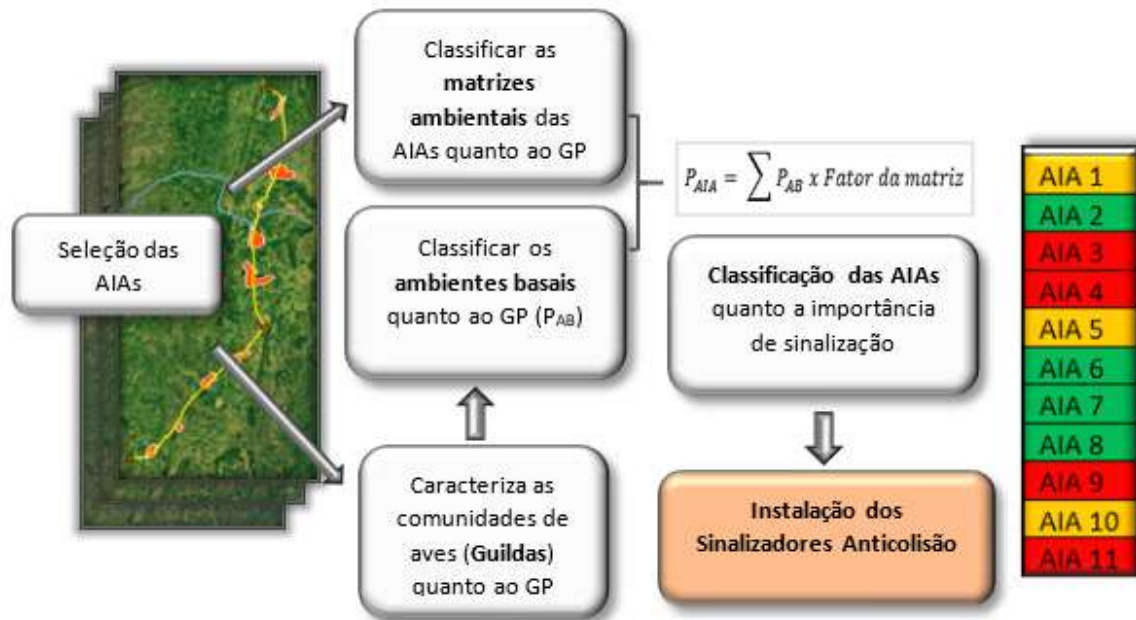 Seleção das
AIAs
Classificar as
matrizes
ambientais das
AIAs quanto ao GP
Classificar os
ambientes basais
quanto ao GP (PAB)
Caracteriza as
comunidades de
aves (Guildas)
quanto ao GP
PAIA = ∑ PAB x Fator da matriz
Classificação das AIAs
quanto a importância
de sinalização
Instalação dos
Sinalizadores Anticolisão
AIA 1
AIA 2
AIA 3
AIA 4
AIA 5
AIA 6
AIA 7
AIA 8
AIA 9
AIA 10
AIA 11